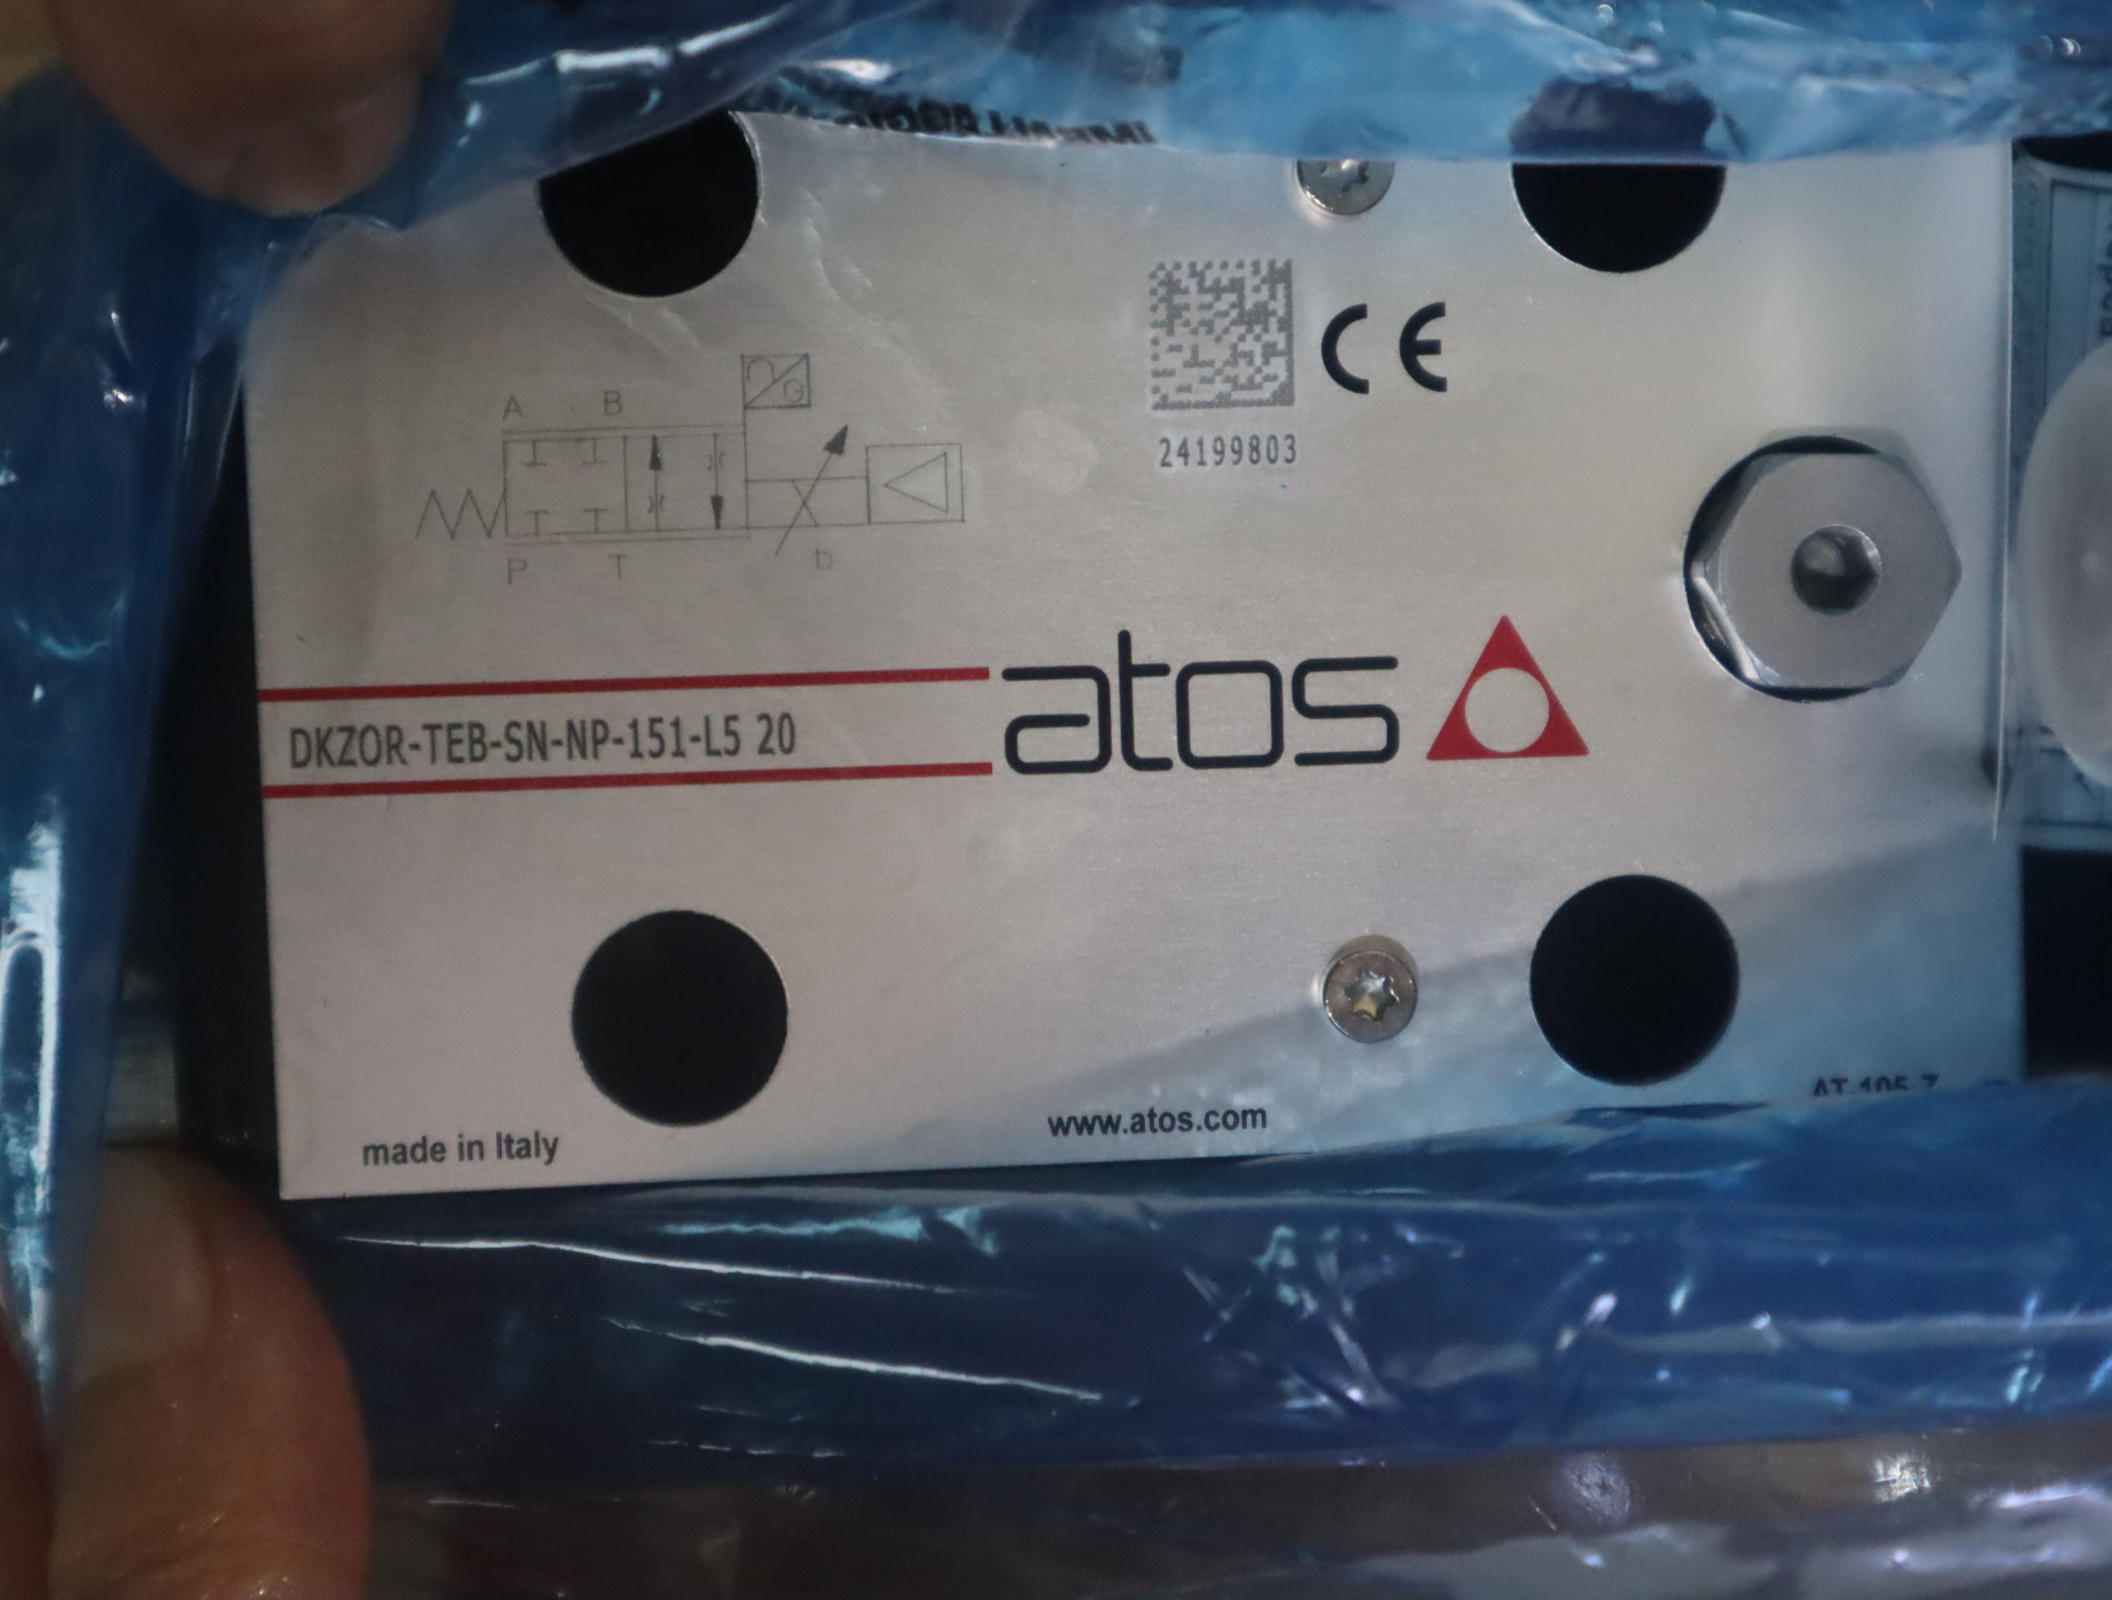 CE
24199803
A B
G
P T b
atos
DKZOR-TEB-SN-NP-151-L5 20
www.atos.com
made in Italy